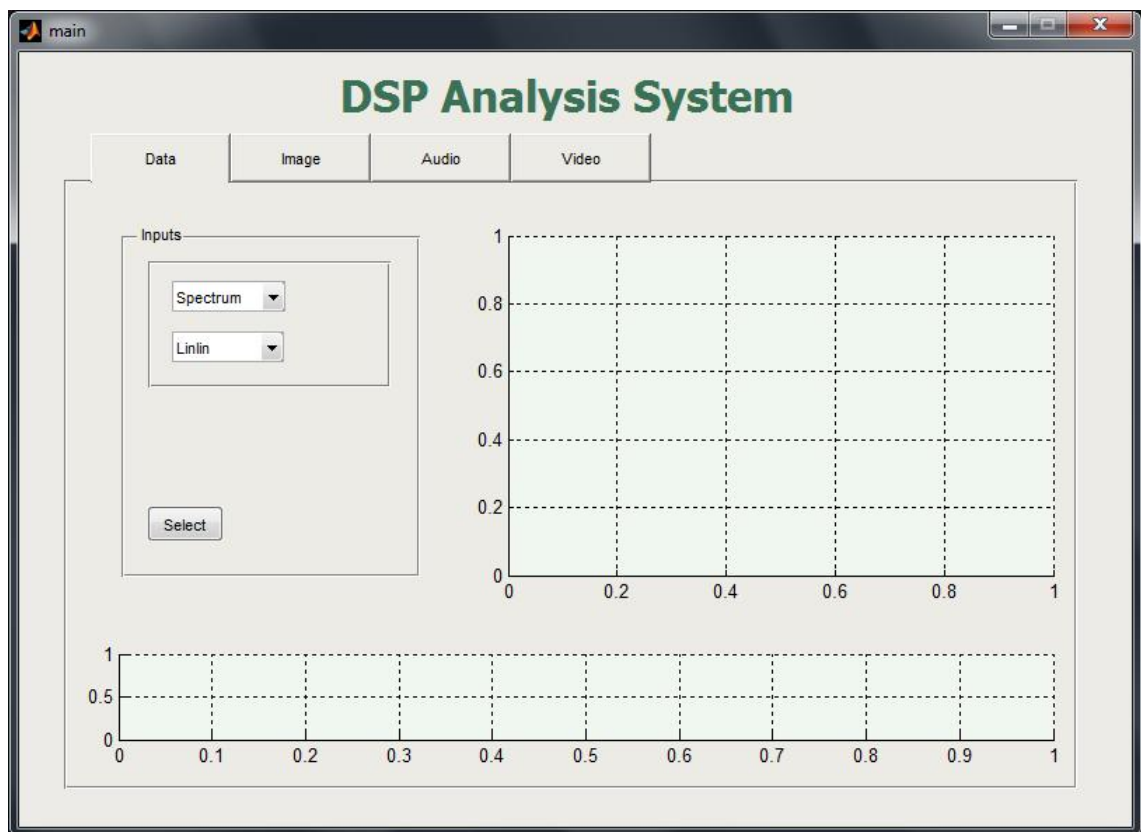 main
DSP Analysis System
Data Image Audio Video
Inputs
Spectrum
Linlin
Select
1
0.8
0.6
0.4
0.2
0
0 0.2 0.4 0.6 0.8 1
1
0.5
0
0 0.1 0.2 0.3 0.4 0.5 0.6 0.7 0.8 0.9 1